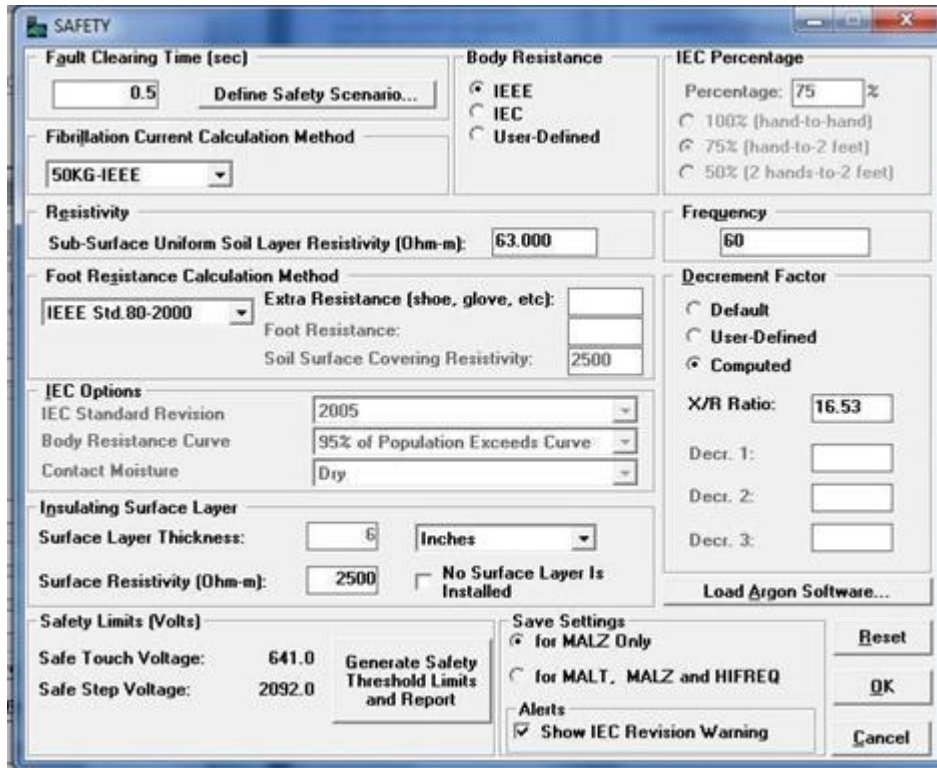 SAFETY
Fault Clearing Time (sec)
0.5
Define Safety Scenario...
Fibrillation Current Calculation Method
50KG-IEEE
Body Resistance
IEEE
IEC
User-Defined
IEC Percentage
Percentage: 75 %
100% (hand-to-hand)
75% (hand-to-2 feet)
50% (2 hands-to-2 feet)
Resistivity
Sub-Surface Uniform Soil Layer Resistivity (Ohm-m): 63.000
Frequency
60
Foot Resistance Calculation Method
IEEE Std.80-2000
Extra Resistance (shoe, glove, etc):
Foot Resistance:
Soil Surface Covering Resistivity: 2500
Decrement Factor
Default
User-Defined
Computed
X/R Ratio: 16.53
Decr. 1:
Decr. 2:
Decr. 3:
IEC Options
IEC Standard Revision 2005
Body Resistance Curve 95% of Population Exceeds Curve
Contact Moisture Dry
Insulating Surface Layer
Surface Layer Thickness: 6 Inches
Surface Resistivity (Ohm-m): 2500
No Surface Layer Is
Installed
Load Argon Software...
Safety Limits (Volts)
Safe Touch Voltage: 641.0
Safe Step Voltage: 2092.0
Generate Safety
Threshold Limits
and Report
Save Settings
for MALZ Only
for MALT, MALZ and HIFREQ
Alerts
Show IEC Revision Warning
Reset
OK
Cancel